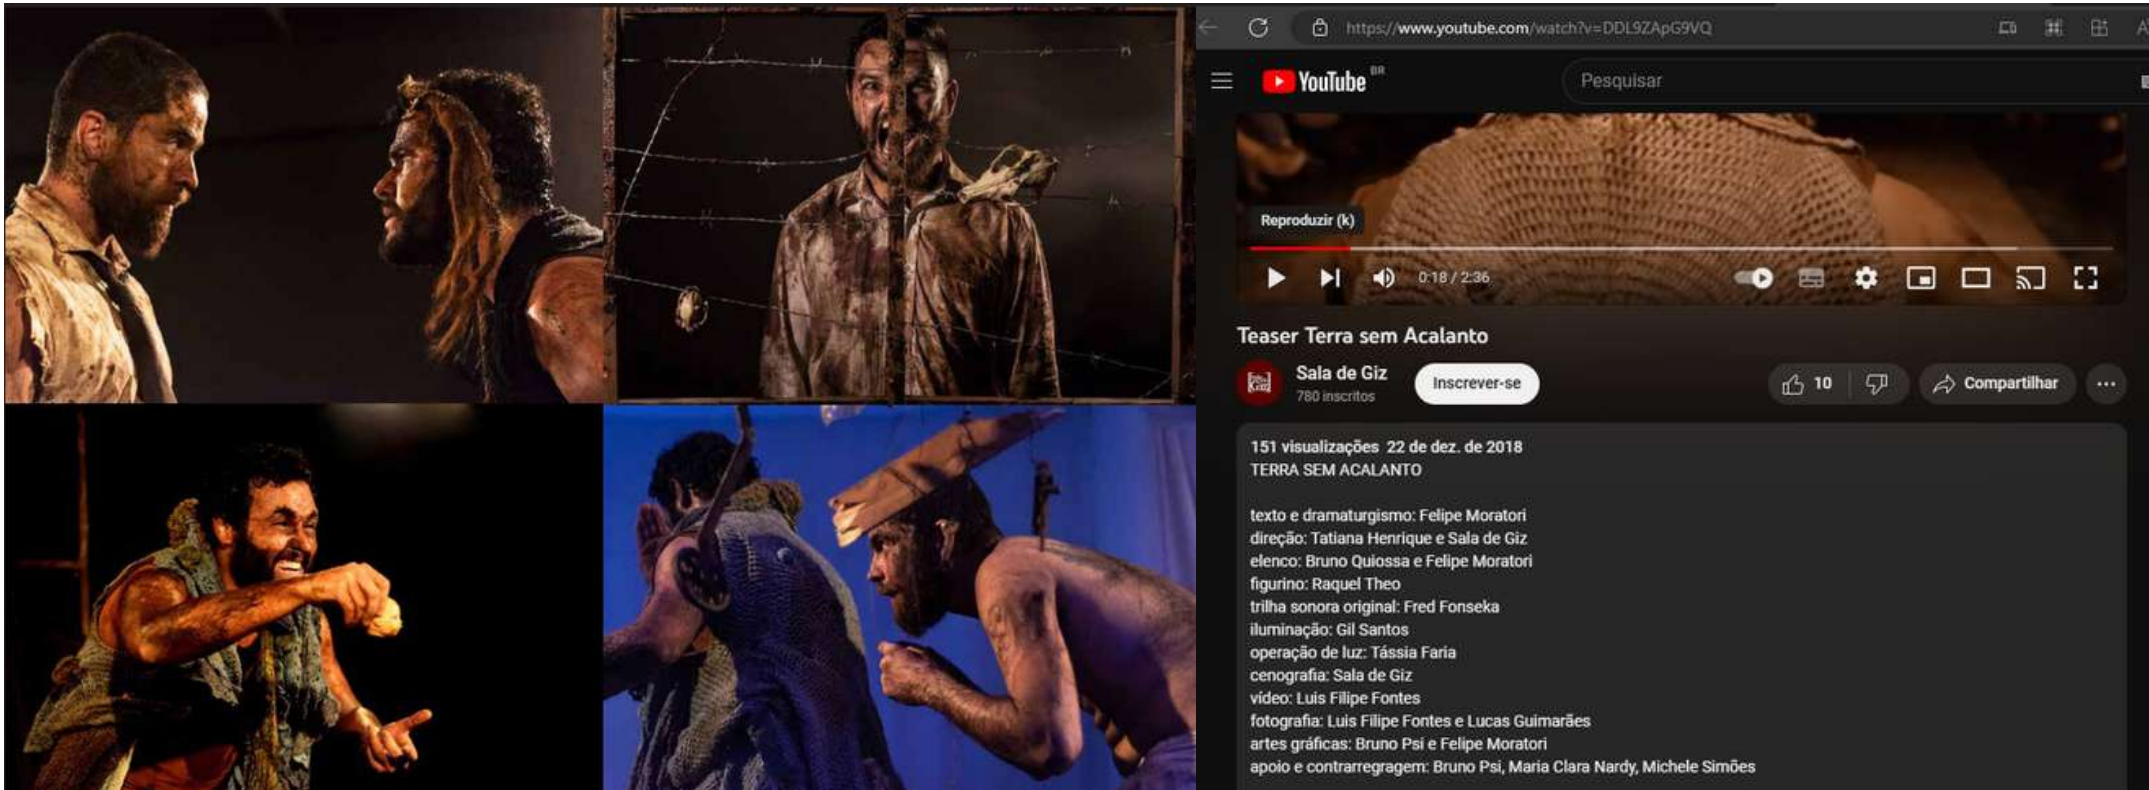 https://www.youtube.com/watch?v=DDL9ZApG9VQ
YouTube BR
Pesquisar
Reproduzir (k)
0:18 / 2:36
Teaser Terra sem Acalanto
Sala de Giz
780 inscritos
Inscrever-se
10
Compartilhar
151 visualizações 22 de dez. de 2018
TERRA SEM ACALANTO
texto e dramaturgismo: Felipe Moratori
direção: Tatiana Henrique e Sala de Giz
elenco: Bruno Quiossa e Felipe Moratori
figurino: Raquel Theo
trilha sonora original: Fred Fonseka
iluminação: Gil Santos
operação de luz: Tássia Faria
cenografia: Sala de Giz
vídeo: Luis Filipe Fontes
fotografia: Luis Filipe Fontes e Lucas Guimarães
artes gráficas: Bruno Psi e Felipe Moratori
apoio e contrarregragem: Bruno Psi, Maria Clara Nardy, Michele Simões